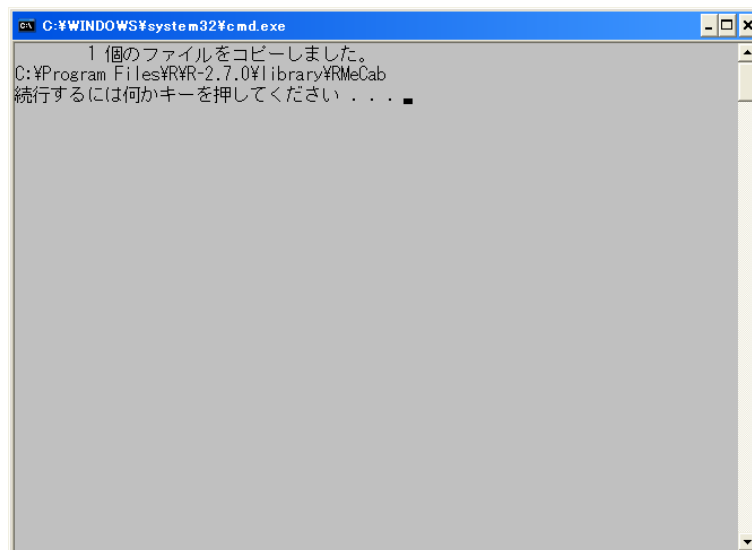 C:¥WINDOWS¥system32¥cmd.exe
1 個のファイルをコピーしました。
C:¥Program Files¥R¥R-2.7.0¥library¥RMeCab
続行するには何かキーを押してください . . .